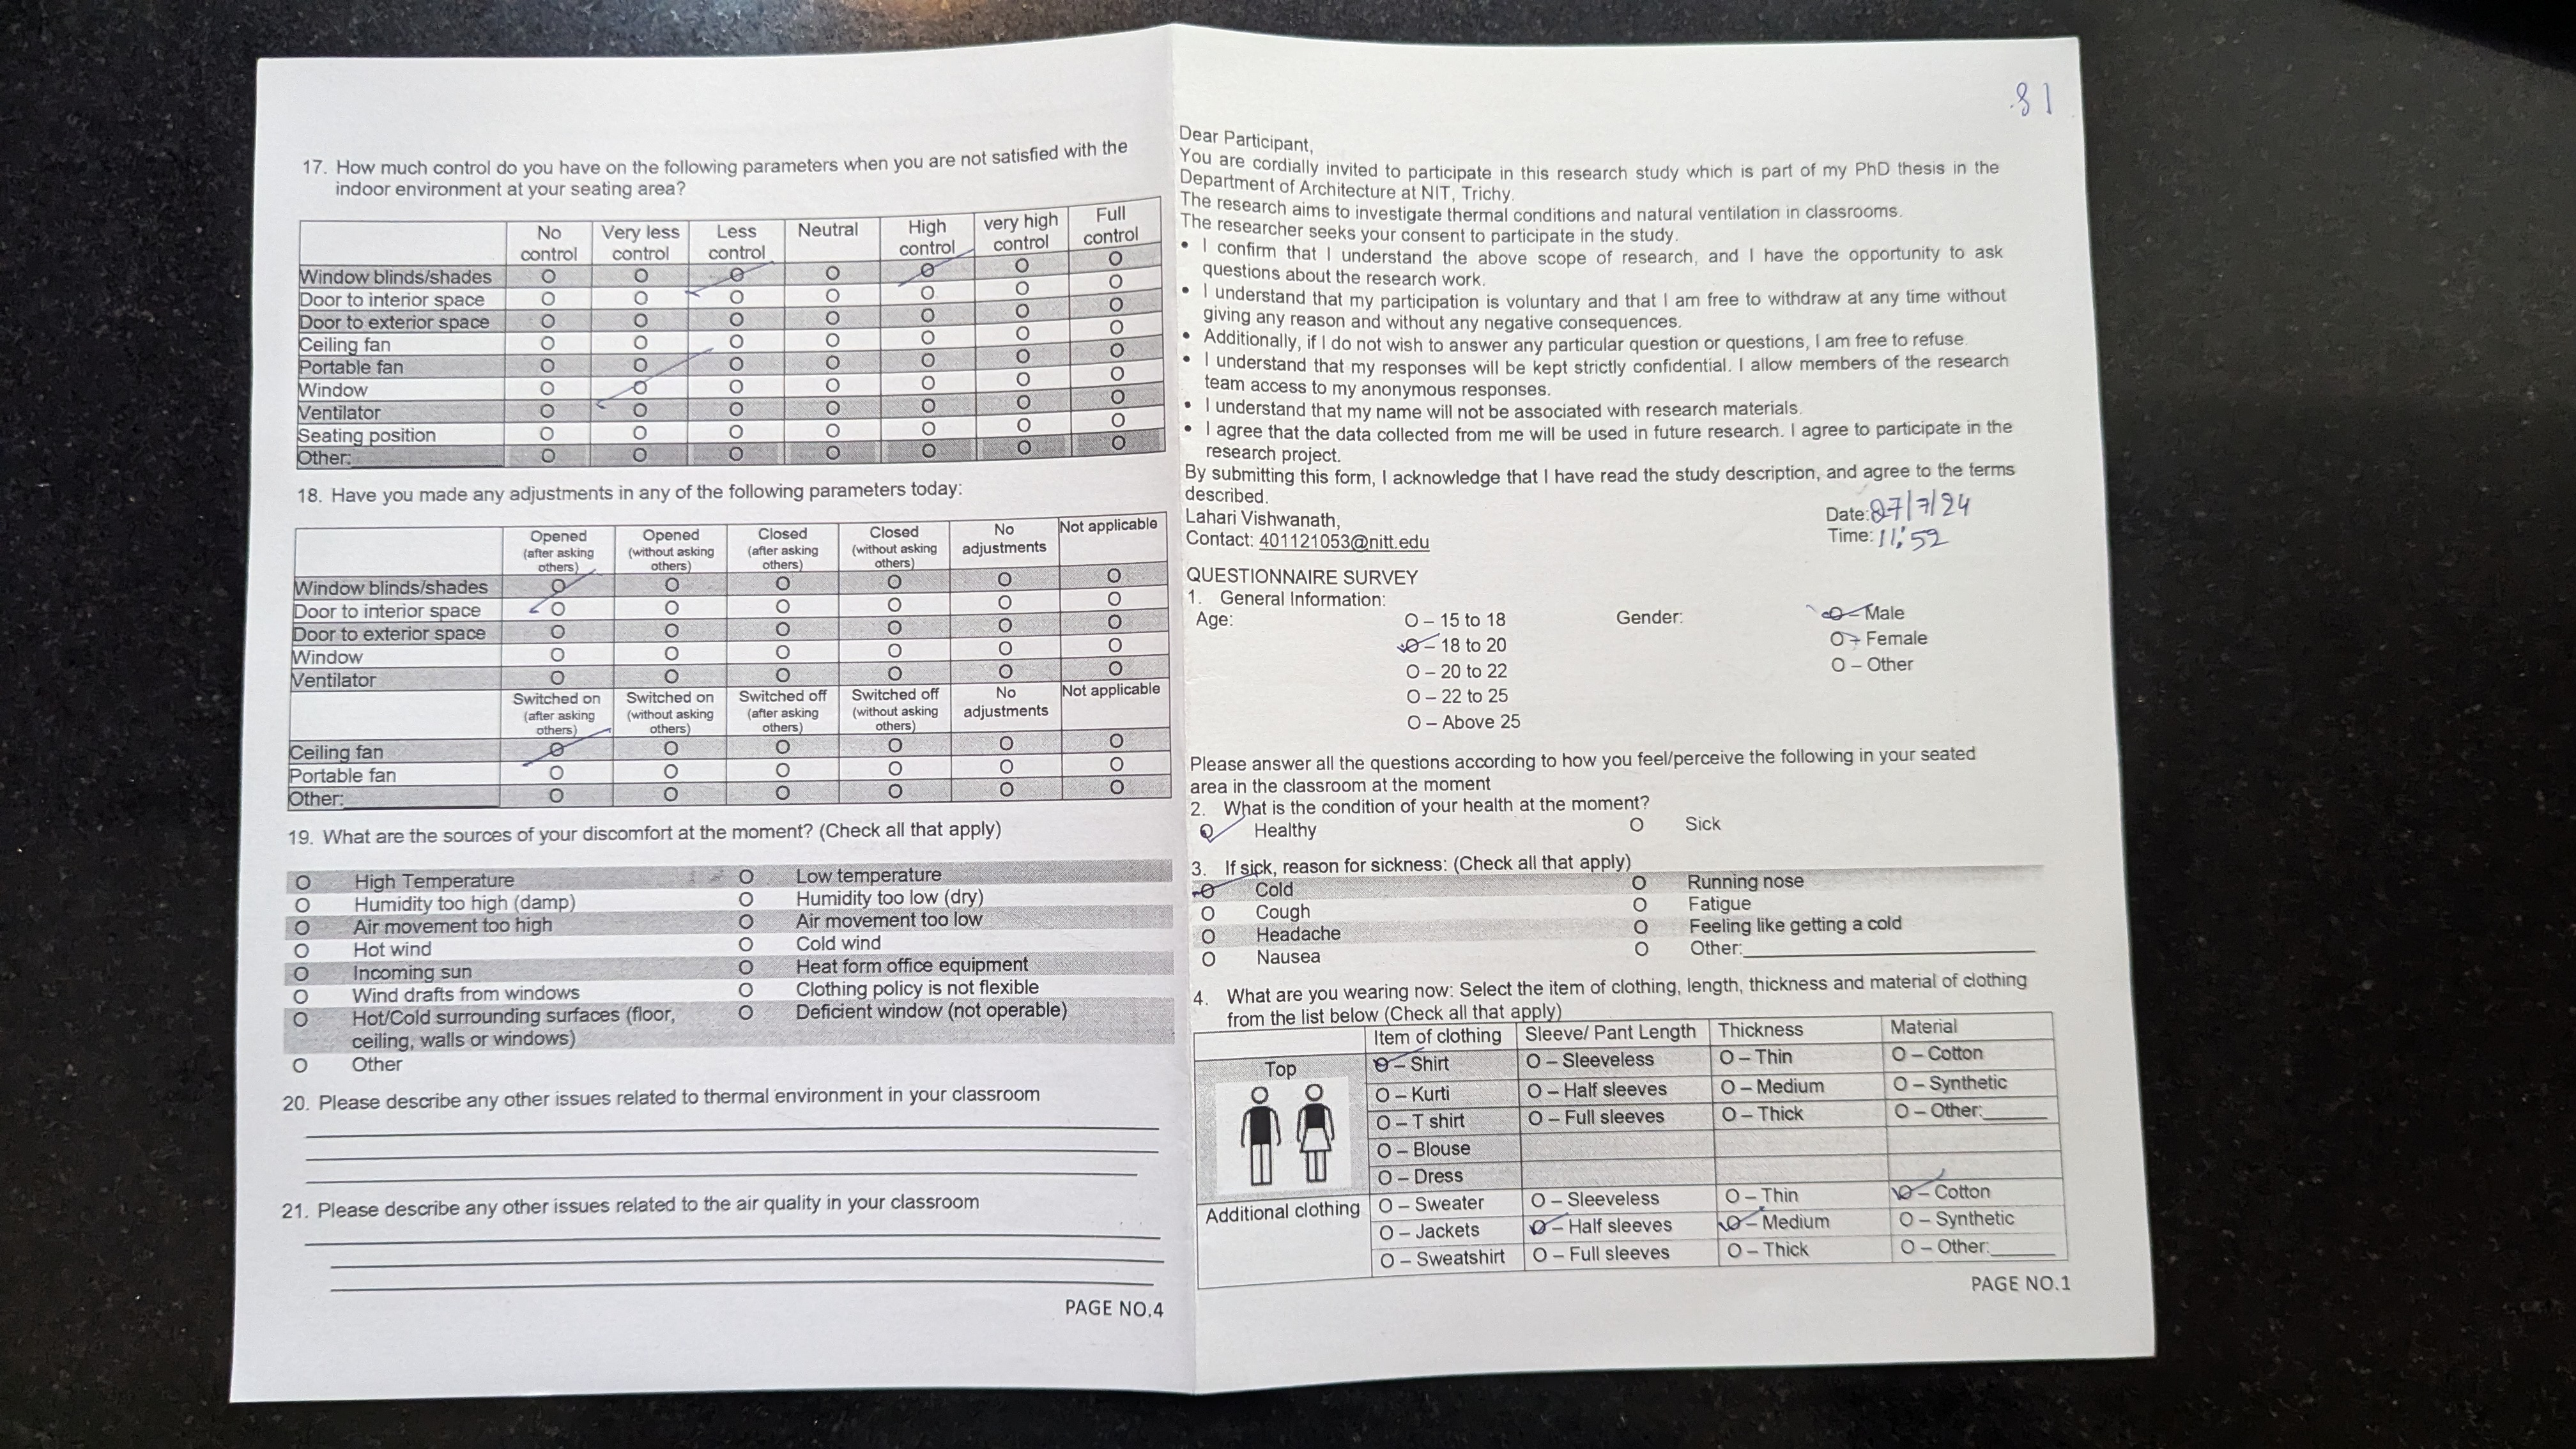 17. How much control do you have on the following parameters when you are not satisfied with the
indoor environment at your seating area?
No control Very less control Less control Neutral High control very high control Full control
Window blinds/shades O O O O O O O
Door to interior space O O O O O O O
Door to exterior space O O O O O O O
Ceiling fan O O O O O O O
Portable fan O O O O O O O
Window O O O O O O O
Ventilator O O O O O O O
Seating position O O O O O O O
Other: O O O O O O O
18. Have you made any adjustments in any of the following parameters today:
Opened (after asking others) Opened (without asking others) Closed (after asking others) Closed (without asking others) No adjustments Not applicable
Window blinds/shades O O O O O O
Door to interior space O O O O O O
Door to exterior space O O O O O O
Window O O O O O O
Ventilator O O O O O O
Switched on (after asking others) Switched on (without asking others) Switched off (after asking others) Switched off (without asking others) No adjustments Not applicable
Ceiling fan O O O O O O
Portable fan O O O O O O
Other: O O O O O O
19. What are the sources of your discomfort at the moment? (Check all that apply)
O High Temperature O Low temperature
O Humidity too high (damp) O Humidity too low (dry)
O Air movement too high O Air movement too low
O Hot wind O Cold wind
O Incoming sun O Heat form office equipment
O Wind drafts from windows O Clothing policy is not flexible
O Hot/Cold surrounding surfaces (floor, O Deficient window (not operable)
ceiling, walls or windows)
O Other
20. Please describe any other issues related to thermal environment in your classroom
21. Please describe any other issues related to the air quality in your classroom
PAGE NO.4
81
Dear Participant,
You are cordially invited to participate in this research study which is part of my PhD thesis in the
Department of Architecture at NIT, Trichy.
The research aims to investigate thermal conditions and natural ventilation in classrooms.
The researcher seeks your consent to participate in the study.
• I confirm that I understand the above scope of research, and I have the opportunity to ask
questions about the research work.
• I understand that my participation is voluntary and that I am free to withdraw at any time without
giving any reason and without any negative consequences.
• Additionally, if I do not wish to answer any particular question or questions, I am free to refuse.
• I understand that my responses will be kept strictly confidential. I allow members of the research
team access to my anonymous responses.
• I understand that my name will not be associated with research materials.
• I agree that the data collected from me will be used in future research. I agree to participate in the
research project.
By submitting this form, I acknowledge that I have read the study description, and agree to the terms
described.
Lahari Vishwanath,
Contact: 401121053@nitt.edu
Date: 27/7/24
Time: 11:52
QUESTIONNAIRE SURVEY
1. General Information:
Age: O – 15 to 18 Gender: O – Male
O – 18 to 20 O – Female
O – 20 to 22 O – Other
O – 22 to 25
O – Above 25
Please answer all the questions according to how you feel/perceive the following in your seated
area in the classroom at the moment
2. What is the condition of your health at the moment?
O Healthy O Sick
3. If sick, reason for sickness: (Check all that apply)
O Cold O Running nose
O Cough O Fatigue
O Headache O Feeling like getting a cold
O Nausea O Other:
4. What are you wearing now: Select the item of clothing, length, thickness and material of clothing
from the list below (Check all that apply)
Item of clothing Sleeve/ Pant Length Thickness Material
Top O – Shirt O – Sleeveless O – Thin O – Cotton
O – Kurti O – Half sleeves O – Medium O – Synthetic
O – T shirt O – Full sleeves O – Thick O – Other:
O – Blouse
O – Dress
Additional clothing O – Sweater O – Sleeveless O – Thin O – Cotton
O – Jackets O – Half sleeves O – Medium O – Synthetic
O – Sweatshirt O – Full sleeves O – Thick O – Other:
PAGE NO.1